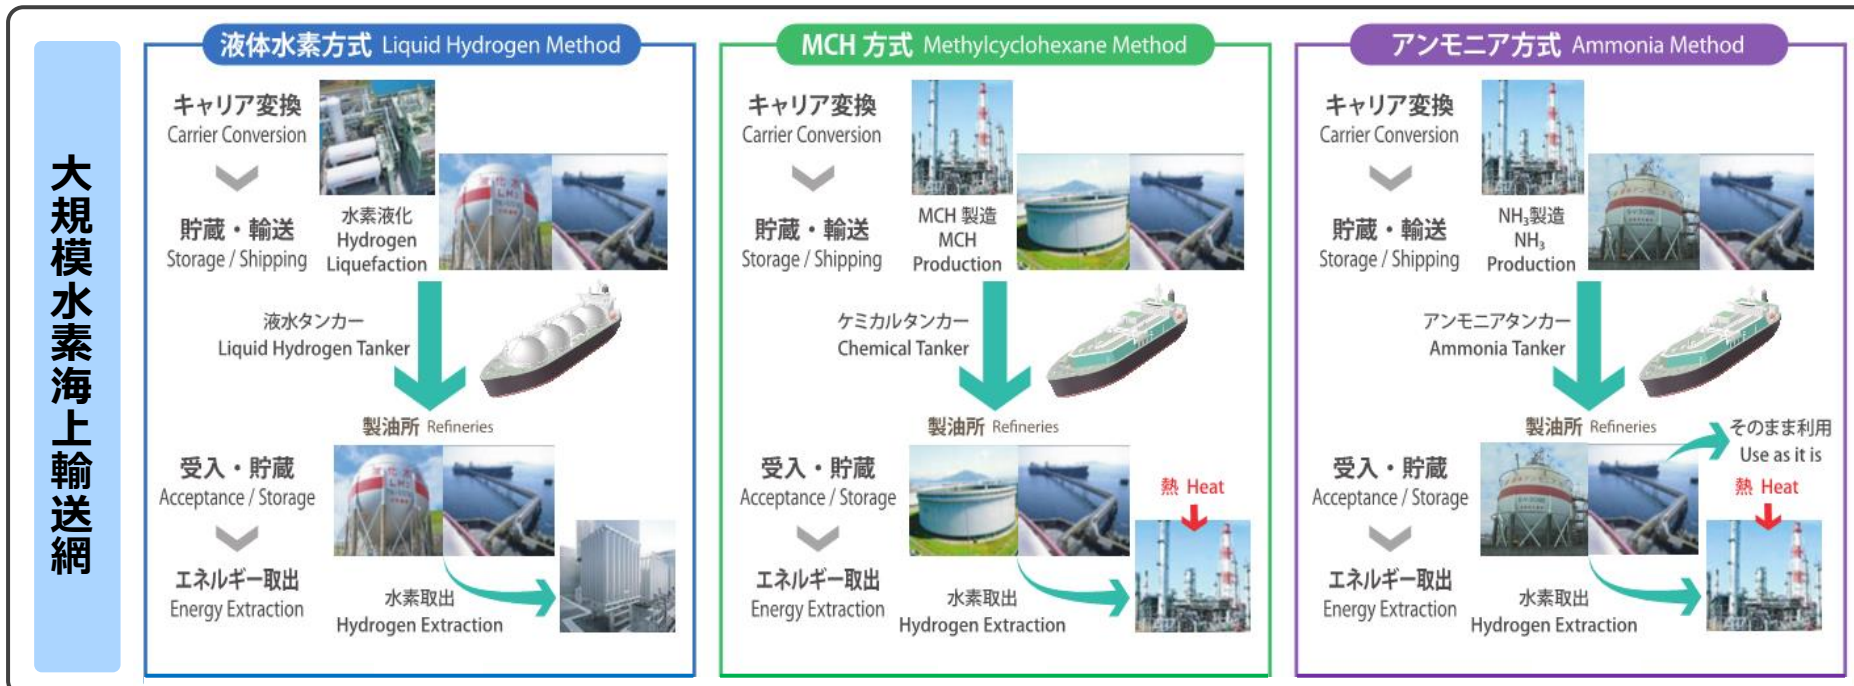 大規模水素海上輸送網
液体水素方式 Liquid Hydrogen Method
キャリア変換
Carrier Conversion
貯蔵・輸送
Storage / Shipping
水素液化
Hydrogen
Liquefaction
液水タンカー
Liquid Hydrogen Tanker
製油所 Refineries
受入・貯蔵
Acceptance / Storage
エネルギー取出
Energy Extraction
水素取出
Hydrogen Extraction
MCH 方式 Methylcyclohexane Method
キャリア変換
Carrier Conversion
貯蔵・輸送
Storage / Shipping
MCH 製造
MCH
Production
ケミカルタンカー
Chemical Tanker
製油所 Refineries
受入・貯蔵
Acceptance / Storage
熱 Heat
エネルギー取出
Energy Extraction
水素取出
Hydrogen Extraction
アンモニア方式 Ammonia Method
キャリア変換
Carrier Conversion
貯蔵・輸送
Storage / Shipping
NH₃製造
NH₃
Production
アンモニアタンカー
Ammonia Tanker
製油所 Refineries
そのまま利用
Use as it is
受入・貯蔵
Acceptance / Storage
熱 Heat
エネルギー取出
Energy Extraction
水素取出
Hydrogen Extraction